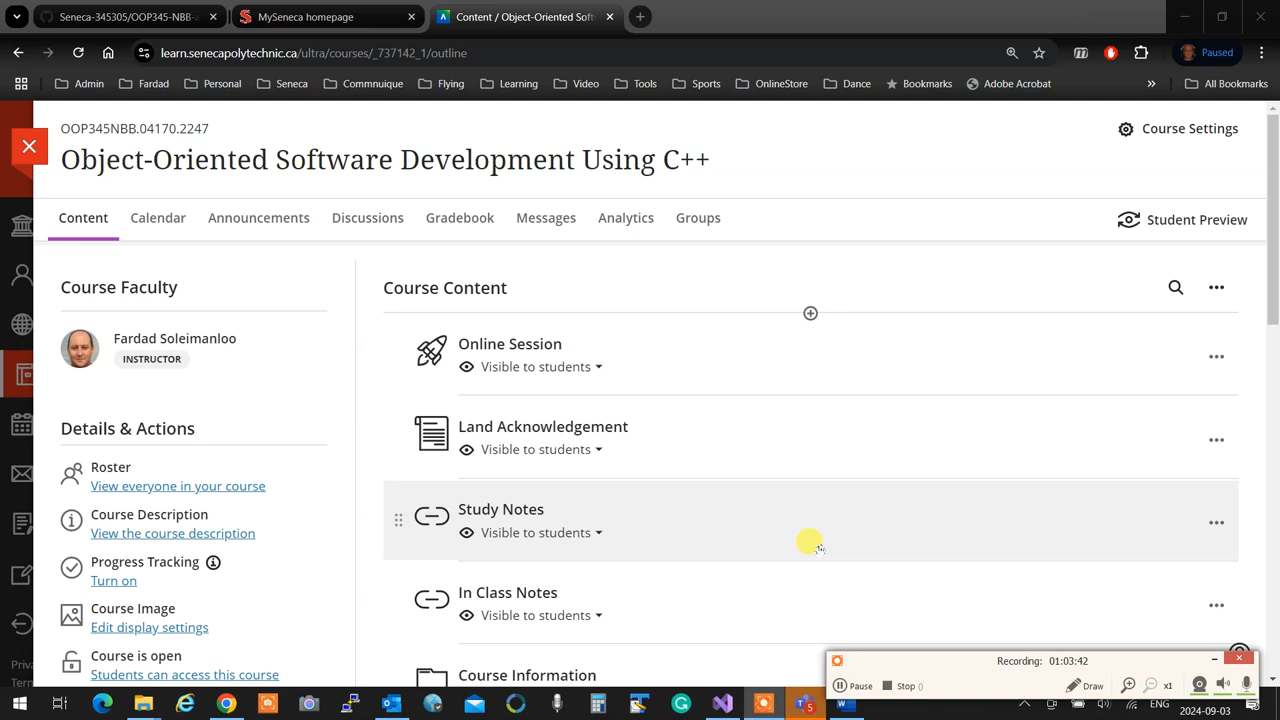 Seneca-345305/OOP345-NBB-a
MySeneca homepage
Content / Object-Oriented Soft
learn.senecapolytechnic.ca/ultra/courses/_737142_1/outline
Paused
Admin
Fardad
Personal
Seneca
Commnuique
Flying
Learning
Video
Tools
Sports
OnlineStore
Dance
Bookmarks
Adobe Acrobat
All Bookmarks
OOP345NBB.04170.2247
Course Settings
Object-Oriented Software Development Using C++
Content
Calendar
Announcements
Discussions
Gradebook
Messages
Analytics
Groups
Student Preview
Course Faculty
Fardad Soleimanloo
INSTRUCTOR
Details & Actions
Roster
View everyone in your course
Course Description
View the course description
Progress Tracking
Turn on
Course Image
Edit display settings
Course is open
Students can access this course
Course Content
Online Session
Visible to students
Land Acknowledgement
Visible to students
Study Notes
Visible to students
In Class Notes
Visible to students
Course Information
Priva
Term
Recording: 01:03:42
Pause
Stop ()
Draw
x1
ENG
2024-09-03